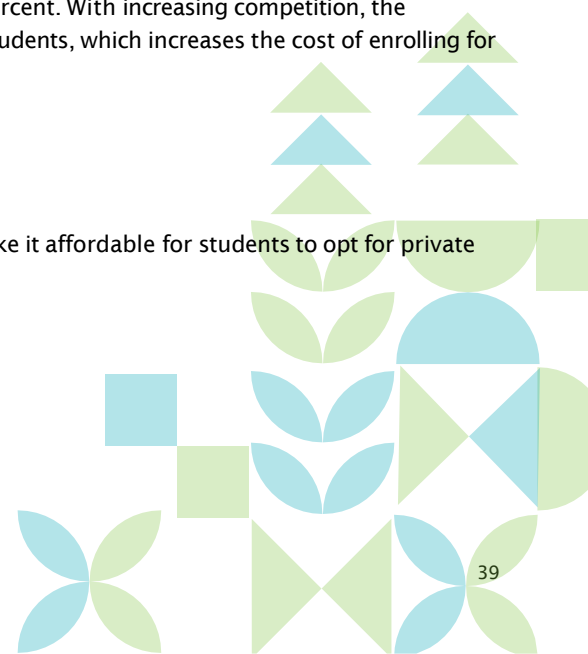 rcent. With increasing competition, the
tudents, which increases the cost of enrolling for
ke it affordable for students to opt for private
39